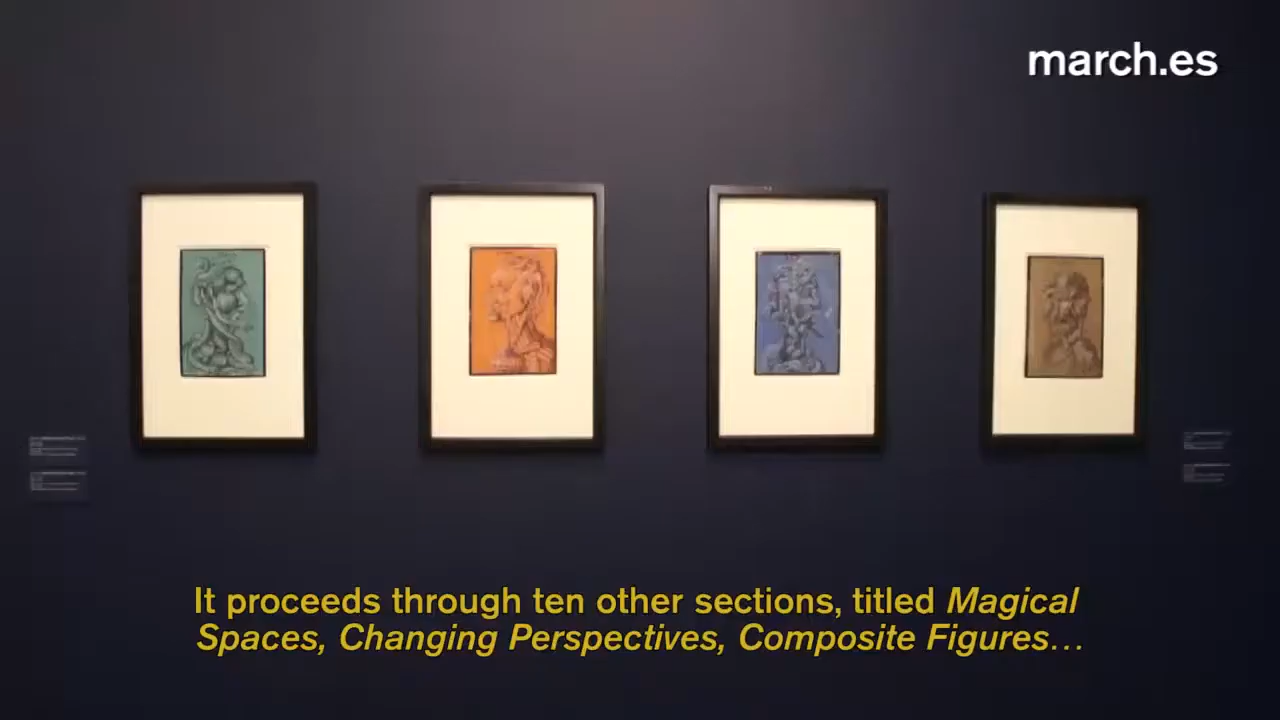 march.es
It proceeds through ten other sections, titled Magical
Spaces, Changing Perspectives, Composite Figures…